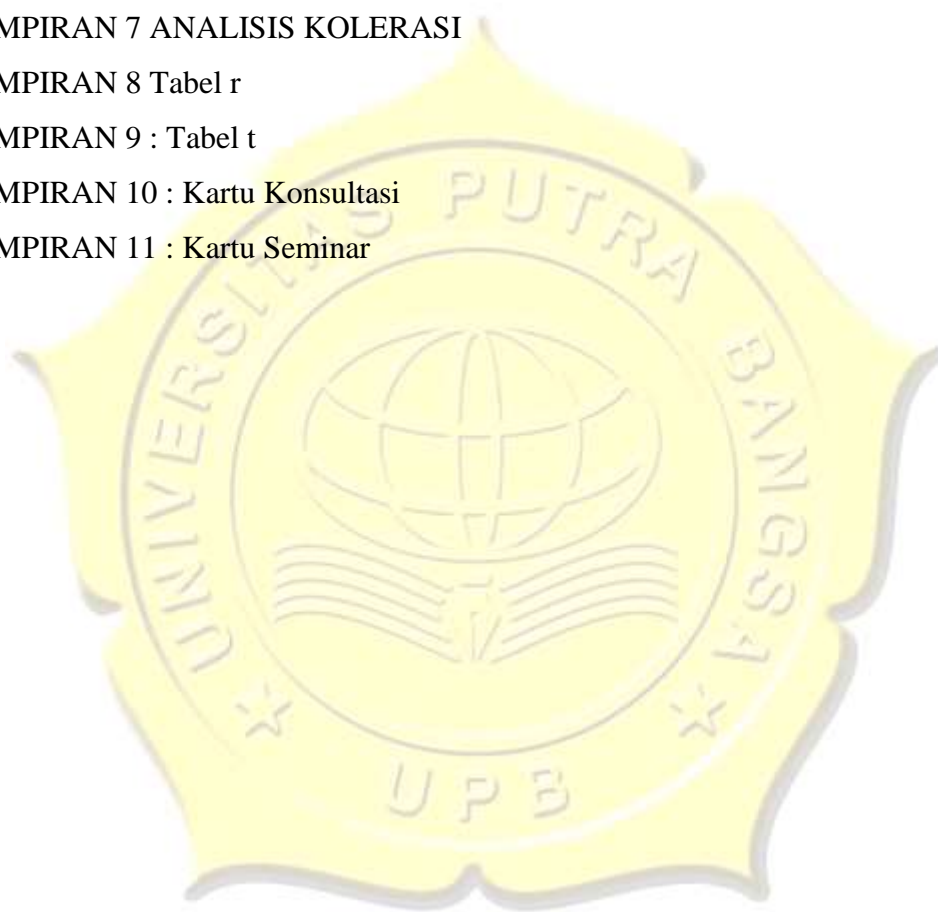 MPIRAN 7 ANALISIS KOLERASI
MPIRAN 8 Tabel r
MPIRAN 9 : Tabel t
MPIRAN 10 : Kartu Konsultasi
MPIRAN 11 : Kartu Seminar
UNIVERSITAS PUTRA BANGSA
UPB